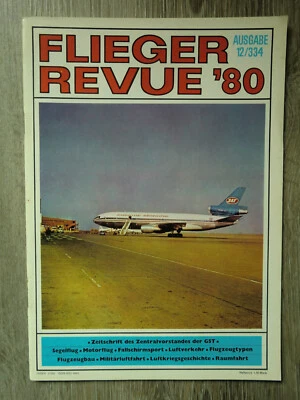 FLIEGER
REVUE '80
AUSGABE
12/334
JAT
• Zeitschrift des Zentralvorstandes der GST •
Segelflug • Motorflug • Fallschirmsport • Luftverkehr • Flugzeugtypen
Flugzeugbau • Militärluftfahrt • Luftkriegsgeschichte • Raumfahrt